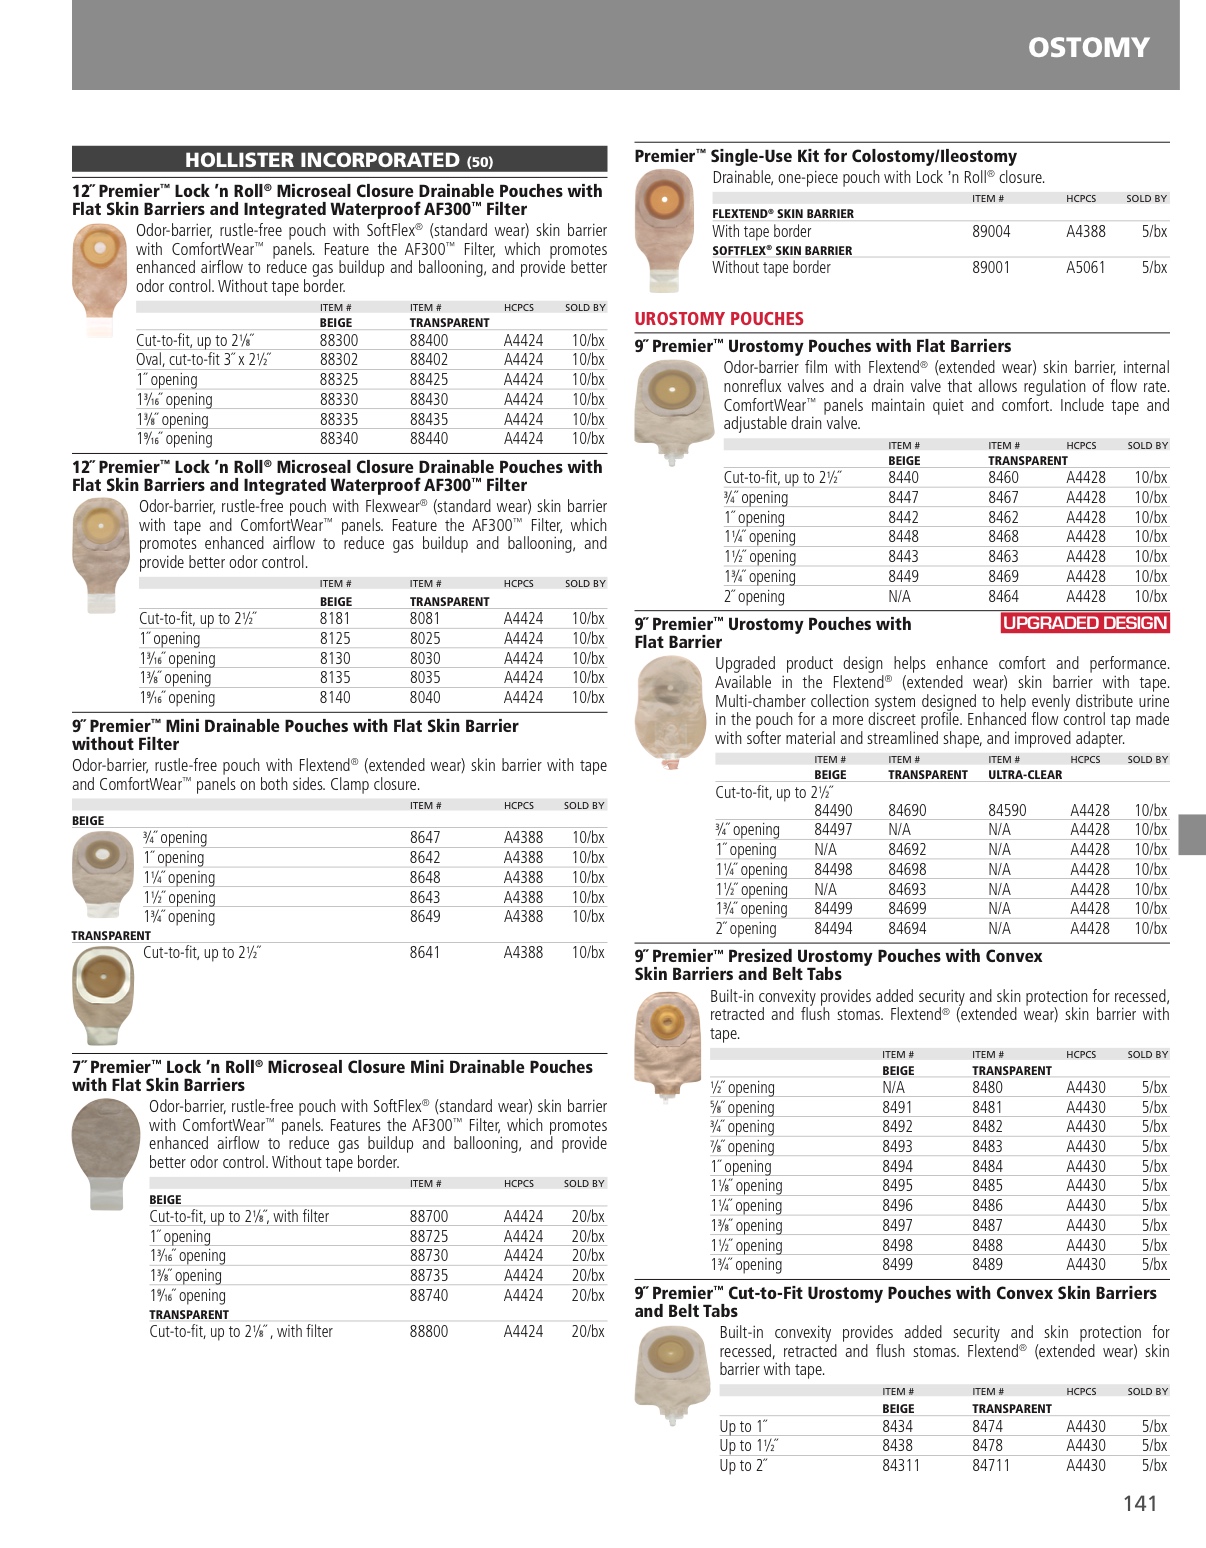 OSTOMY
HOLLISTER INCORPORATED (50)
12˝ Premier™ Lock ’n Roll® Microseal Closure Drainable Pouches with
Flat Skin Barriers and Integrated Waterproof AF300™ Filter
Odor-barrier, rustle-free pouch with SoftFlex® (standard wear) skin barrier
with ComfortWear™ panels. Feature the AF300™ Filter, which promotes
enhanced airflow to reduce gas buildup and ballooning, and provide better
odor control. Without tape border.
ITEM # ITEM # HCPCS SOLD BY
BEIGE TRANSPARENT
Cut-to-fit, up to 2⅛˝ 88300 88400 A4424 10/bx
Oval, cut-to-fit 3˝ x 2½˝ 88302 88402 A4424 10/bx
1˝ opening 88325 88425 A4424 10/bx
1³⁄₁₆˝ opening 88330 88430 A4424 10/bx
1⅜˝ opening 88335 88435 A4424 10/bx
1⁹⁄₁₆˝ opening 88340 88440 A4424 10/bx
12˝ Premier™ Lock ’n Roll® Microseal Closure Drainable Pouches with
Flat Skin Barriers and Integrated Waterproof AF300™ Filter
Odor-barrier, rustle-free pouch with Flexwear® (standard wear) skin barrier
with tape and ComfortWear™ panels. Feature the AF300™ Filter, which
promotes enhanced airflow to reduce gas buildup and ballooning, and
provide better odor control.
ITEM # ITEM # HCPCS SOLD BY
BEIGE TRANSPARENT
Cut-to-fit, up to 2½˝ 8181 8081 A4424 10/bx
1˝ opening 8125 8025 A4424 10/bx
1³⁄₁₆˝ opening 8130 8030 A4424 10/bx
1⅜˝ opening 8135 8035 A4424 10/bx
1⁹⁄₁₆˝ opening 8140 8040 A4424 10/bx
9˝ Premier™ Mini Drainable Pouches with Flat Skin Barrier
without Filter
Odor-barrier, rustle-free pouch with Flextend® (extended wear) skin barrier with tape
and ComfortWear™ panels on both sides. Clamp closure.
ITEM # HCPCS SOLD BY
BEIGE
¾˝ opening 8647 A4388 10/bx
1˝ opening 8642 A4388 10/bx
1¼˝ opening 8648 A4388 10/bx
1½˝ opening 8643 A4388 10/bx
1¾˝ opening 8649 A4388 10/bx
TRANSPARENT
Cut-to-fit, up to 2½˝ 8641 A4388 10/bx
7˝ Premier™ Lock ’n Roll® Microseal Closure Mini Drainable Pouches
with Flat Skin Barriers
Odor-barrier, rustle-free pouch with SoftFlex® (standard wear) skin barrier
with ComfortWear™ panels. Features the AF300™ Filter, which promotes
enhanced airflow to reduce gas buildup and ballooning, and provide
better odor control. Without tape border.
ITEM # HCPCS SOLD BY
BEIGE
Cut-to-fit, up to 2⅛˝, with filter 88700 A4424 20/bx
1˝ opening 88725 A4424 20/bx
1³⁄₁₆˝ opening 88730 A4424 20/bx
1⅜˝ opening 88735 A4424 20/bx
1⁹⁄₁₆˝ opening 88740 A4424 20/bx
TRANSPARENT
Cut-to-fit, up to 2⅛˝ , with filter 88800 A4424 20/bx
Premier™ Single-Use Kit for Colostomy/Ileostomy
Drainable, one-piece pouch with Lock 'n Roll® closure.
ITEM # HCPCS SOLD BY
FLEXTEND® SKIN BARRIER
With tape border 89004 A4388 5/bx
SOFTFLEX® SKIN BARRIER
Without tape border 89001 A5061 5/bx
UROSTOMY POUCHES
9˝ Premier™ Urostomy Pouches with Flat Barriers
Odor-barrier film with Flextend® (extended wear) skin barrier, internal
nonreflux valves and a drain valve that allows regulation of flow rate.
ComfortWear™ panels maintain quiet and comfort. Include tape and
adjustable drain valve.
ITEM # ITEM # HCPCS SOLD BY
BEIGE TRANSPARENT
Cut-to-fit, up to 2½˝ 8440 8460 A4428 10/bx
¾˝ opening 8447 8467 A4428 10/bx
1˝ opening 8442 8462 A4428 10/bx
1¼˝ opening 8448 8468 A4428 10/bx
1½˝ opening 8443 8463 A4428 10/bx
1¾˝ opening 8449 8469 A4428 10/bx
2˝ opening N/A 8464 A4428 10/bx
9˝ Premier™ Urostomy Pouches with UPGRADED DESIGN
Flat Barrier
Upgraded product design helps enhance comfort and performance.
Available in the Flextend® (extended wear) skin barrier with tape.
Multi-chamber collection system designed to help evenly distribute urine
in the pouch for a more discreet profile. Enhanced flow control tap made
with softer material and streamlined shape, and improved adapter.
ITEM # ITEM # ITEM # HCPCS SOLD BY
BEIGE TRANSPARENT ULTRA-CLEAR
Cut-to-fit, up to 2½˝
84490 84690 84590 A4428 10/bx
¾˝ opening 84497 N/A N/A A4428 10/bx
1˝ opening N/A 84692 N/A A4428 10/bx
1¼˝ opening 84498 84698 N/A A4428 10/bx
1½˝ opening N/A 84693 N/A A4428 10/bx
1¾˝ opening 84499 84699 N/A A4428 10/bx
2˝ opening 84494 84694 N/A A4428 10/bx
9˝ Premier™ Presized Urostomy Pouches with Convex
Skin Barriers and Belt Tabs
Built-in convexity provides added security and skin protection for recessed,
retracted and flush stomas. Flextend® (extended wear) skin barrier with
tape.
ITEM # ITEM # HCPCS SOLD BY
BEIGE TRANSPARENT
½˝ opening N/A 8480 A4430 5/bx
⅝˝ opening 8491 8481 A4430 5/bx
¾˝ opening 8492 8482 A4430 5/bx
⅞˝ opening 8493 8483 A4430 5/bx
1˝ opening 8494 8484 A4430 5/bx
1⅛˝ opening 8495 8485 A4430 5/bx
1¼˝ opening 8496 8486 A4430 5/bx
1⅜˝ opening 8497 8487 A4430 5/bx
1½˝ opening 8498 8488 A4430 5/bx
1¾˝ opening 8499 8489 A4430 5/bx
9˝ Premier™ Cut-to-Fit Urostomy Pouches with Convex Skin Barriers
and Belt Tabs
Built-in convexity provides added security and skin protection for
recessed, retracted and flush stomas. Flextend® (extended wear) skin
barrier with tape.
ITEM # ITEM # HCPCS SOLD BY
BEIGE TRANSPARENT
Up to 1˝ 8434 8474 A4430 5/bx
Up to 1½˝ 8438 8478 A4430 5/bx
Up to 2˝ 84311 84711 A4430 5/bx
141